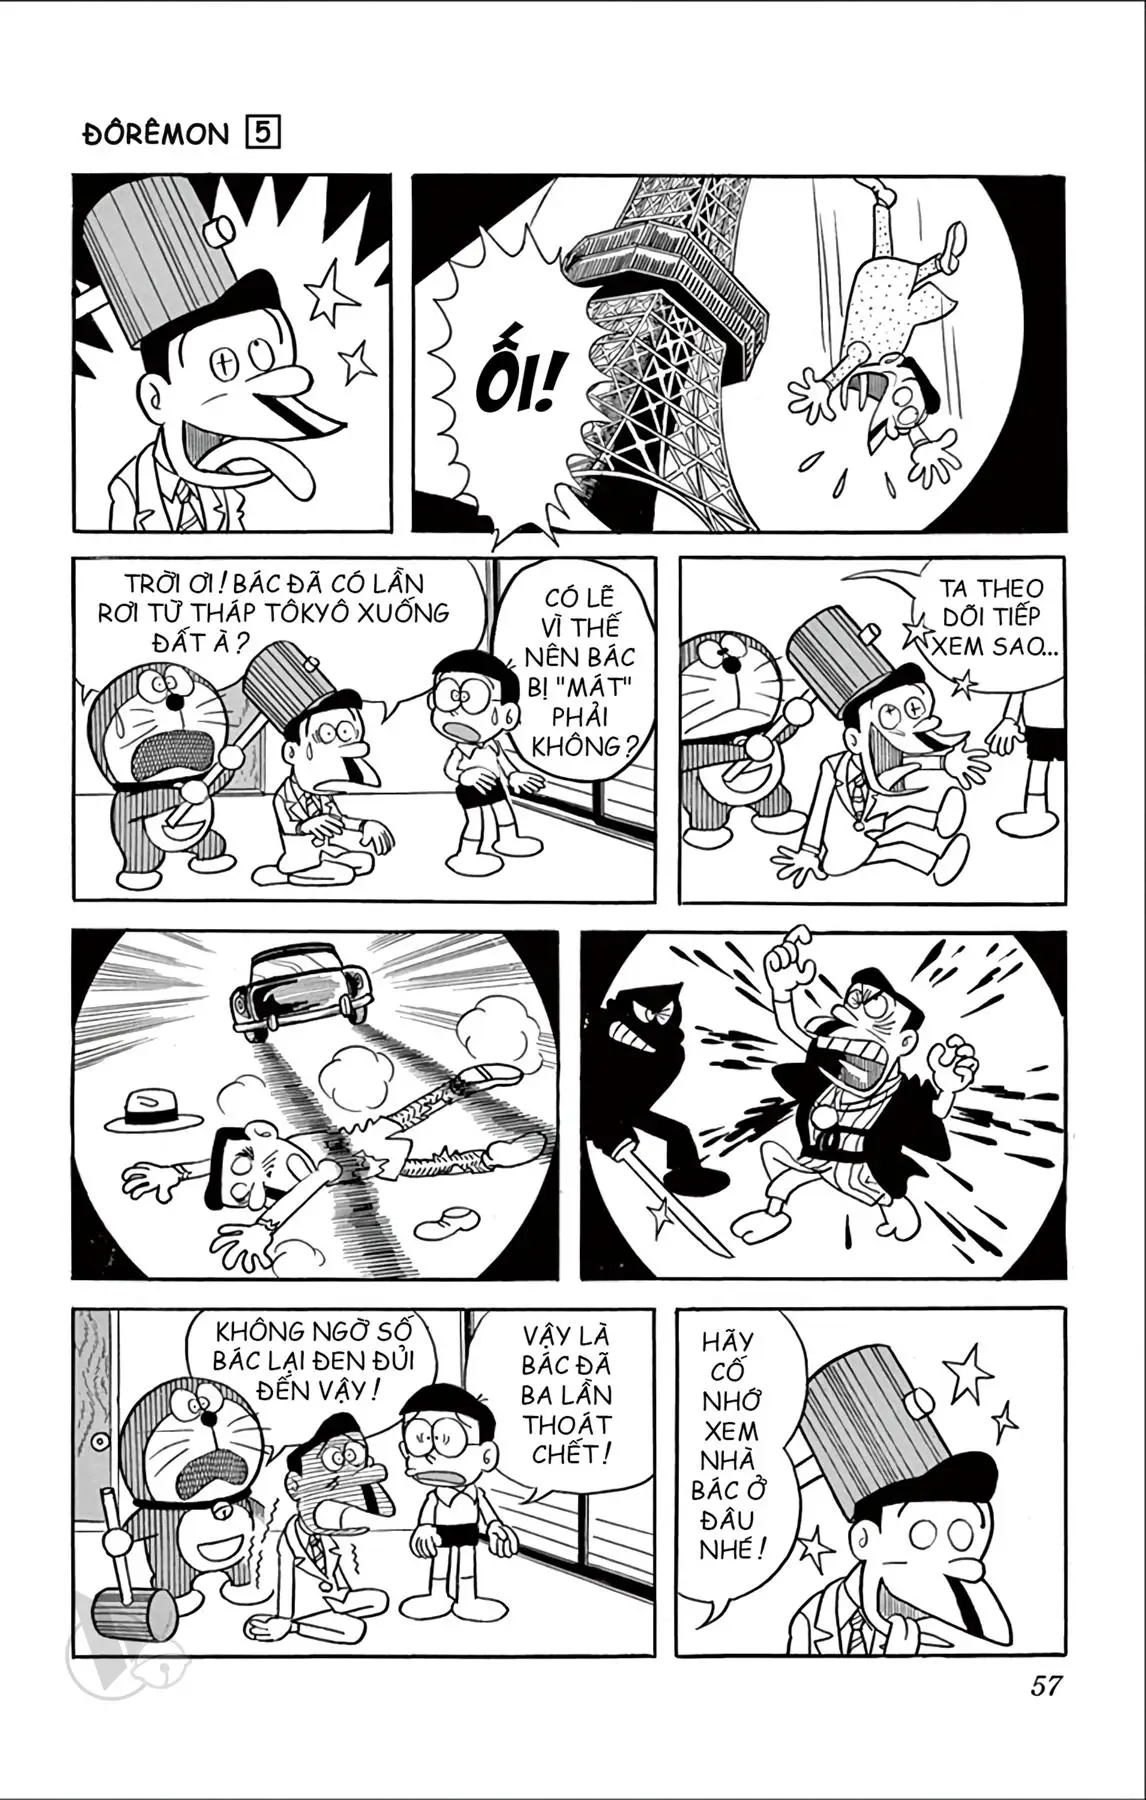 ĐÔRÊMON 5
ỐI!
TRỜI ƠI! BÁC ĐÃ CÓ LẦN
RƠI TỪ THÁP TÔKYÔ XUỐNG
ĐẤT À?
CÓ LẼ
VÌ THẾ
NÊN BÁC
BỊ "MÁT"
PHẢI
KHÔNG?
TA THEO
DÕI TIẾP
XEM SAO...
KHÔNG NGỜ SỐ
BÁC LẠI ĐEN ĐỦI
ĐẾN VẬY!
VẬY LÀ
BÁC ĐÃ
BA LẦN
THOÁT
CHẾT!
HÃY
CỐ
NHỚ
XEM
NHÀ
BÁC Ở
ĐÂU
NHÉ!
57